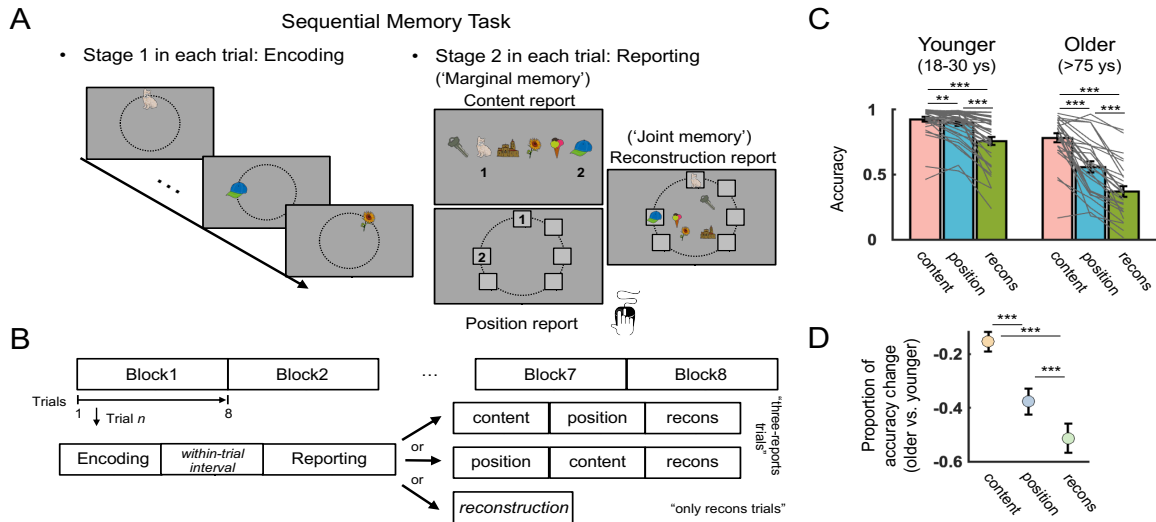 A
Sequential Memory Task
• Stage 1 in each trial: Encoding
• Stage 2 in each trial: Reporting
(‘Marginal memory’)
Content report
1 2
(‘Joint memory’)
Reconstruction report
1
2
Position report
B
Block1 Block2 ... Block7 Block8
Trials
1 8
Trial n
Encoding within-trial interval Reporting
or
or
or
content position recons
position content recons
reconstruction
“three-reports
trials”
“only recons trials”
C
Younger
(18-30 ys)
Older
(>75 ys)
*** ***
** *** *** ***
Accuracy
1
0.5
0
content position recons
content position recons
D
Proportion of
accuracy change
(older vs. younger)
-0.2
-0.4
-0.6
***
***
***
content position recons